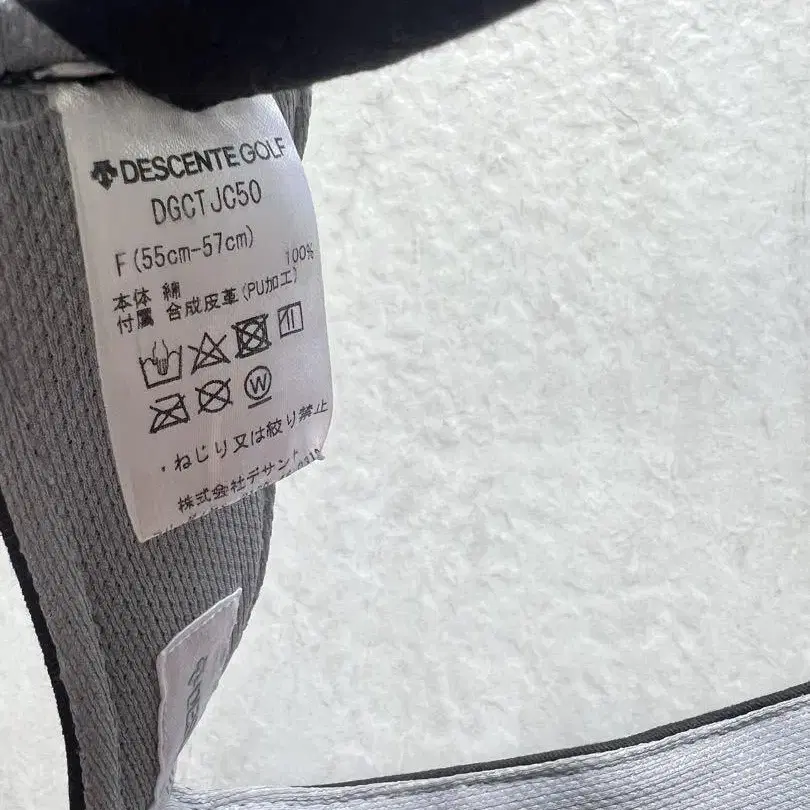 DESCENTE GOLF
DGCTJC50
F(55cm-57cm)
本体 綿 100%
付属 合成皮革(PU加工)
W
・ねじり又は絞り禁止
株式会社デサント